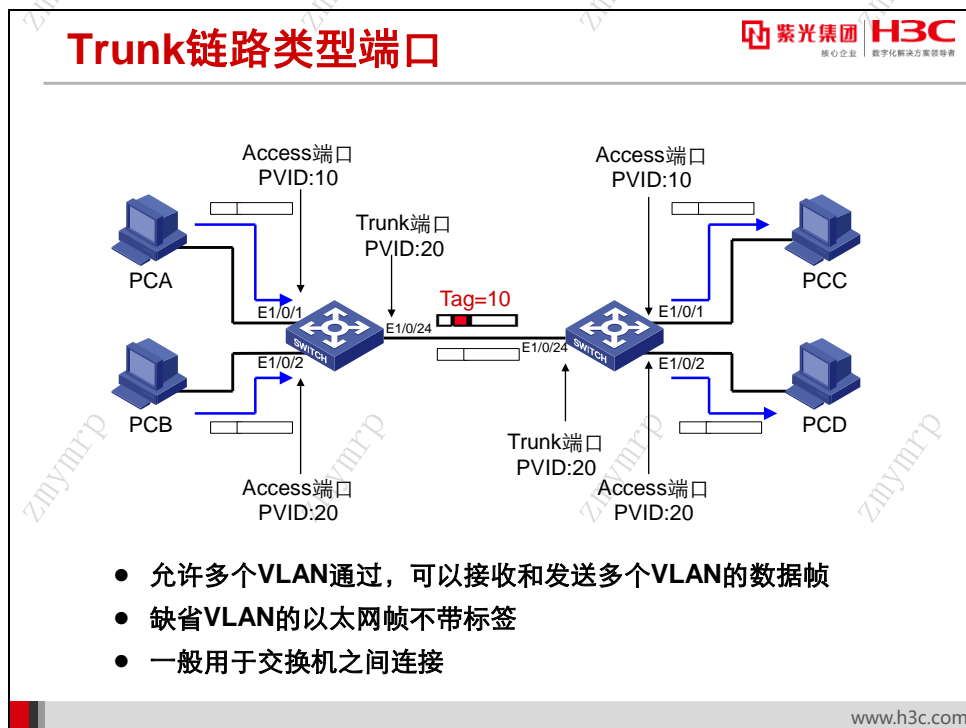 Trunk链路类型端口
紫光集团
核心企业
H3C
数字化解决方案领导者
Access端口
PVID:10
Access端口
PVID:10
Trunk端口
PVID:20
PCA
E1/0/1
Tag=10
E1/0/1
PCC
SWITCH
E1/0/24
E1/0/24
SWITCH
E1/0/2
E1/0/2
PCB
PCD
Trunk端口
PVID:20
Access端口
PVID:20
Access端口
PVID:20
● 允许多个VLAN通过，可以接收和发送多个VLAN的数据帧
● 缺省VLAN的以太网帧不带标签
● 一般用于交换机之间连接
www.h3c.com
zmymrp
zmymrp
zmymrp
zmymrp